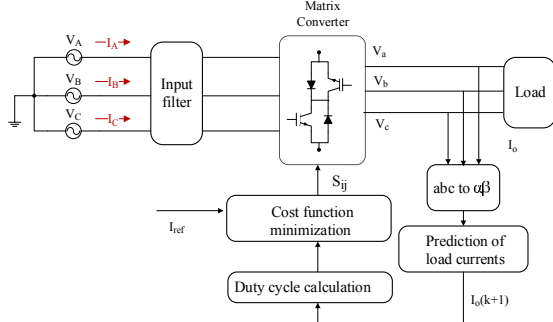 Matrix
Converter
V_A
I_A
V_B
I_B
V_C
I_C
Input
filter
V_a
V_b
V_c
Load
I_o
S_ij
abc to αβ
Cost function
minimization
I_ref
Prediction of
load currents
Duty cycle calculation
I_o(k+1)